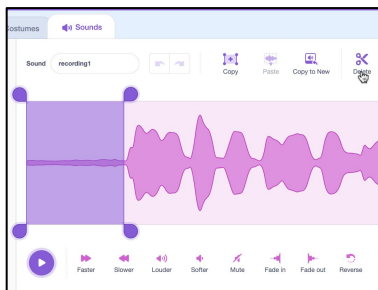 Costumes
Sounds
Sound recording1
Copy Paste Copy to New Delete
Faster Slower Louder Softer Mute Fade in Fade out Reverse